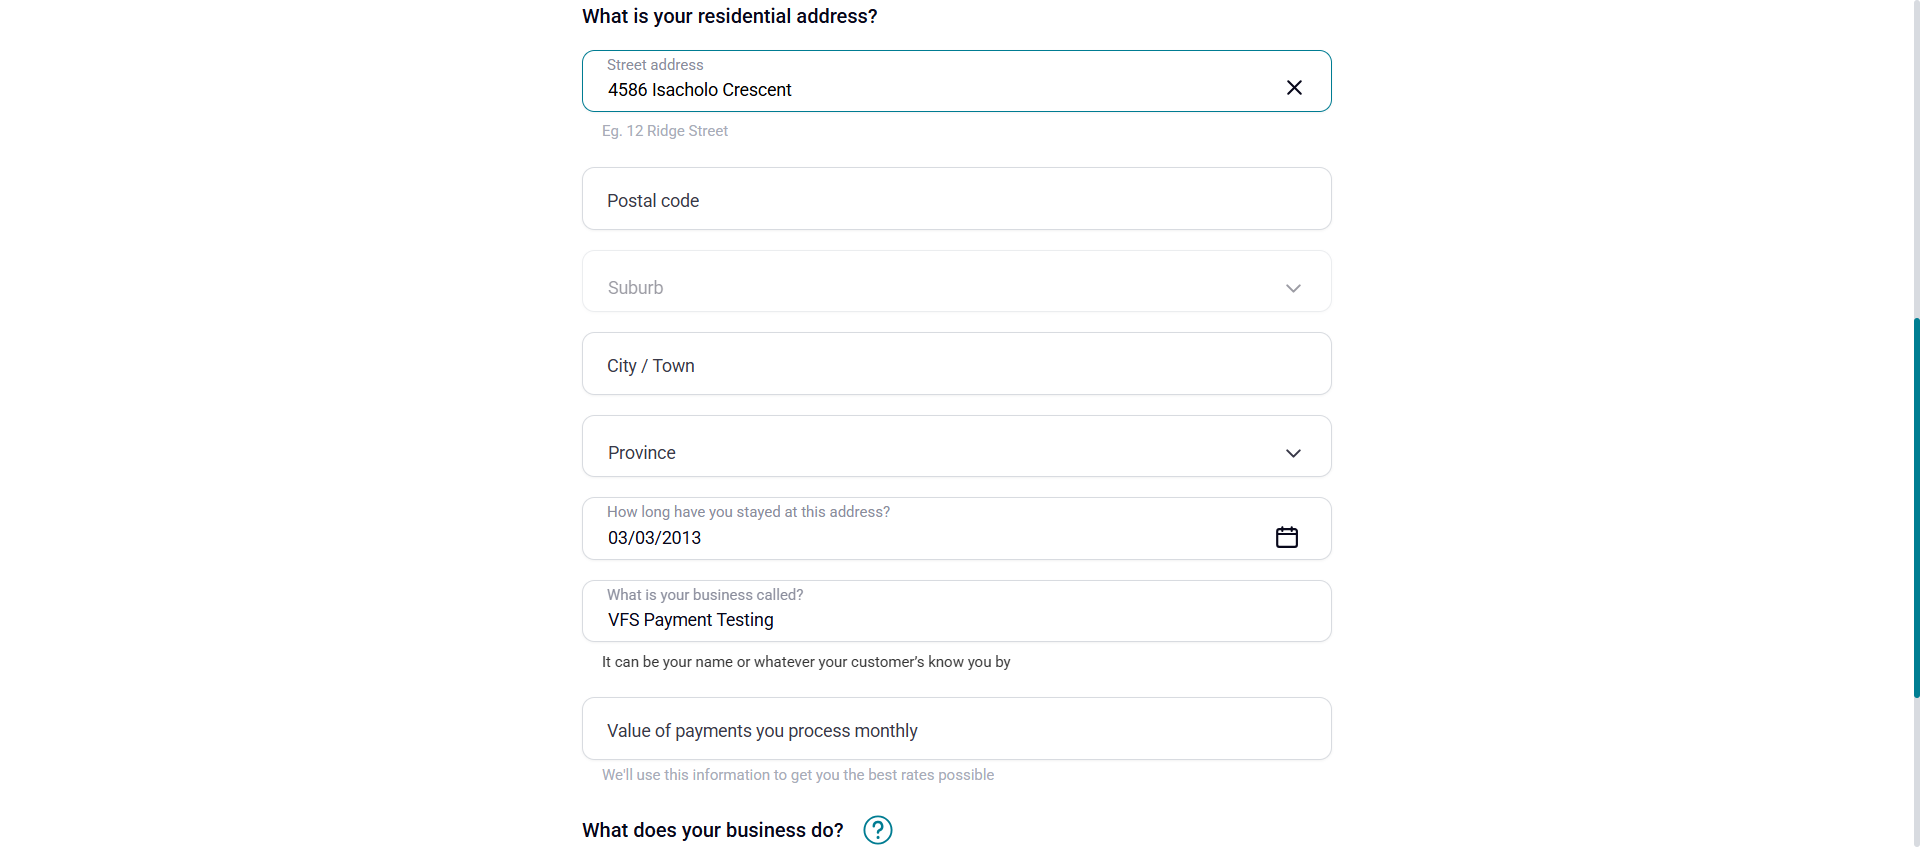 What is your residential address?
Street address
4586 Isacholo Crescent
Eg. 12 Ridge Street
Postal code
Suburb
City / Town
Province
How long have you stayed at this address?
03/03/2013
What is your business called?
VFS Payment Testing
It can be your name or whatever your customer’s know you by
Value of payments you process monthly
We'll use this information to get you the best rates possible
What does your business do? ?